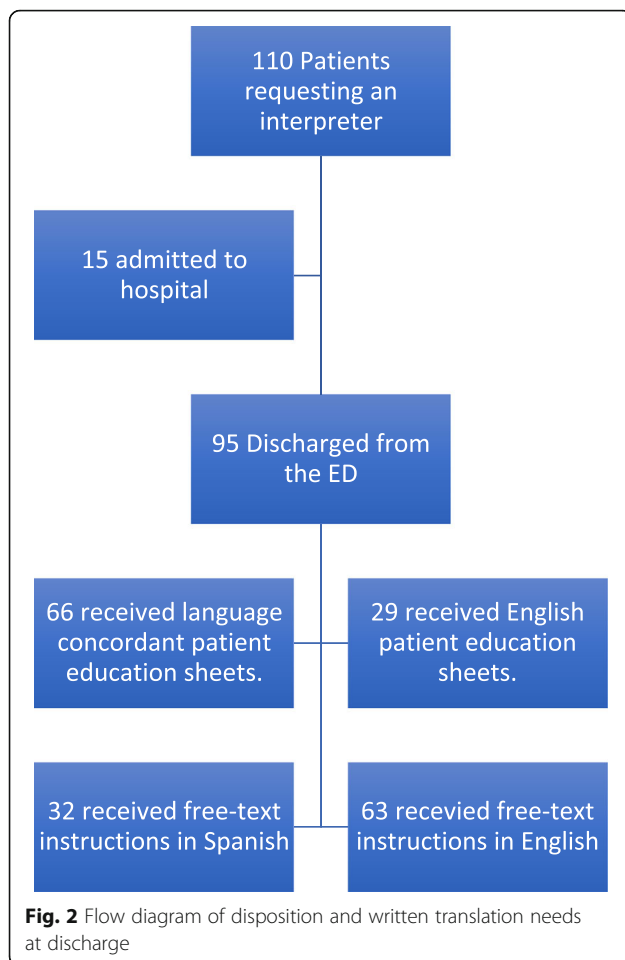 110 Patients
requesting an
interpreter
15 admitted to
hospital
95 Discharged from
the ED
66 received language
concordant patient
education sheets.
29 received English
patient education
sheets.
32 received free-text
instructions in Spanish
63 recevied free-text
instructions in English
Fig. 2 Flow diagram of disposition and written translation needs
at discharge